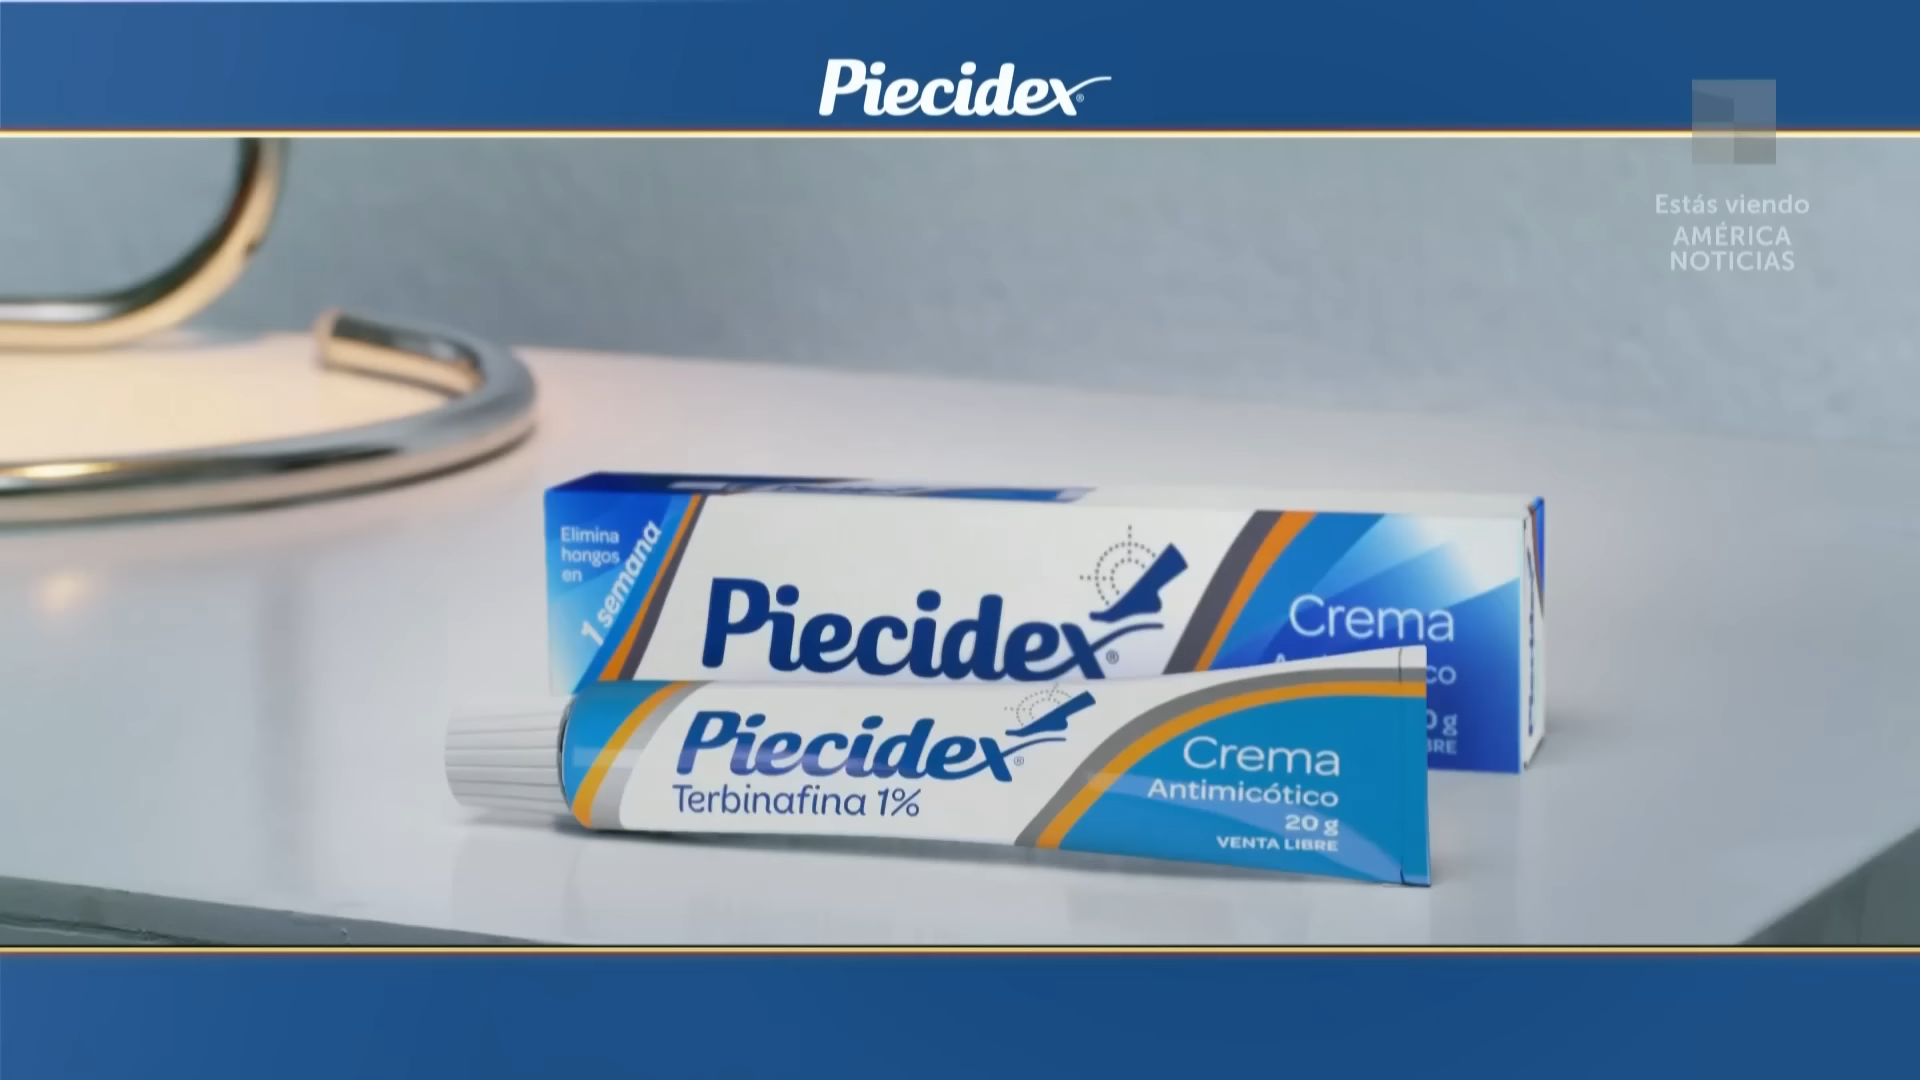 Piecidex®
Estás viendo
AMÉRICA
NOTICIAS
Elimina
hongos
en
1 semana
Piecidex®
Crema
Piecidex®
Terbinafina 1%
Crema
Antimicótico
20 g
VENTA LIBRE